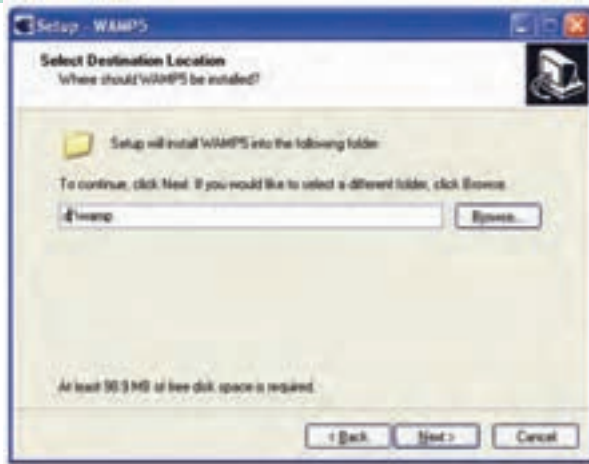 Setup - WAMP5
Select Destination Location
Where should WAMP5 be installed?
Setup will install WAMP5 into the following folder.
To continue, click Next. If you would like to select a different folder, click Browse.
d:\wamp
Browse...
At least 98.9 MB of free disk space is required.
< Back
Next >
Cancel